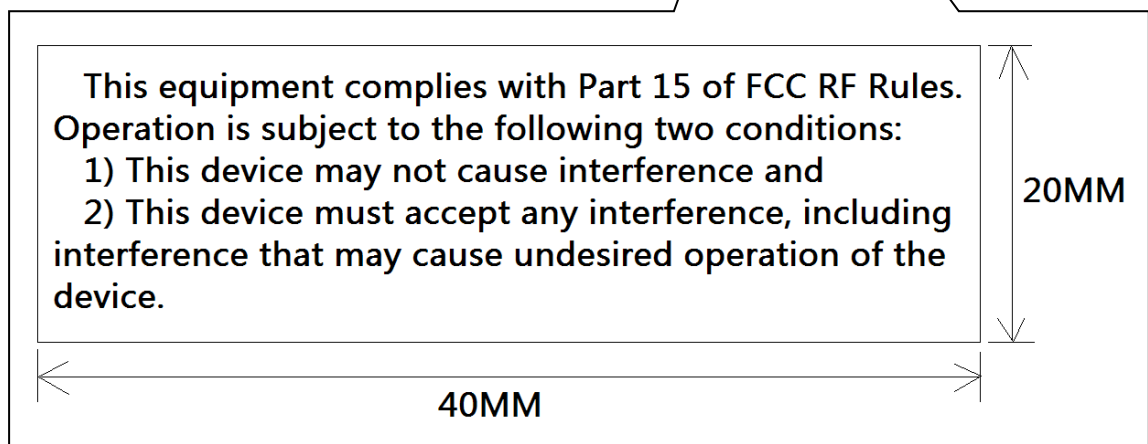 This equipment complies with Part 15 of FCC RF Rules.
Operation is subject to the following two conditions:
1) This device may not cause interference and
2) This device must accept any interference, including
interference that may cause undesired operation of the
device.
20MM
40MM